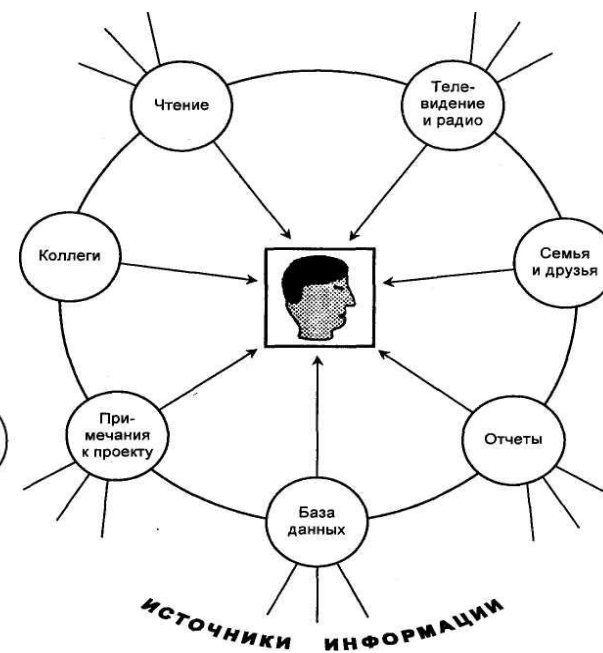 Чтение
Теле-
видение
и радио
Коллеги
Семья
и друзья
При-
мечания
к проекту
Отчеты
База
данных
ИСТОЧНИКИ ИНФОРМАЦИИ